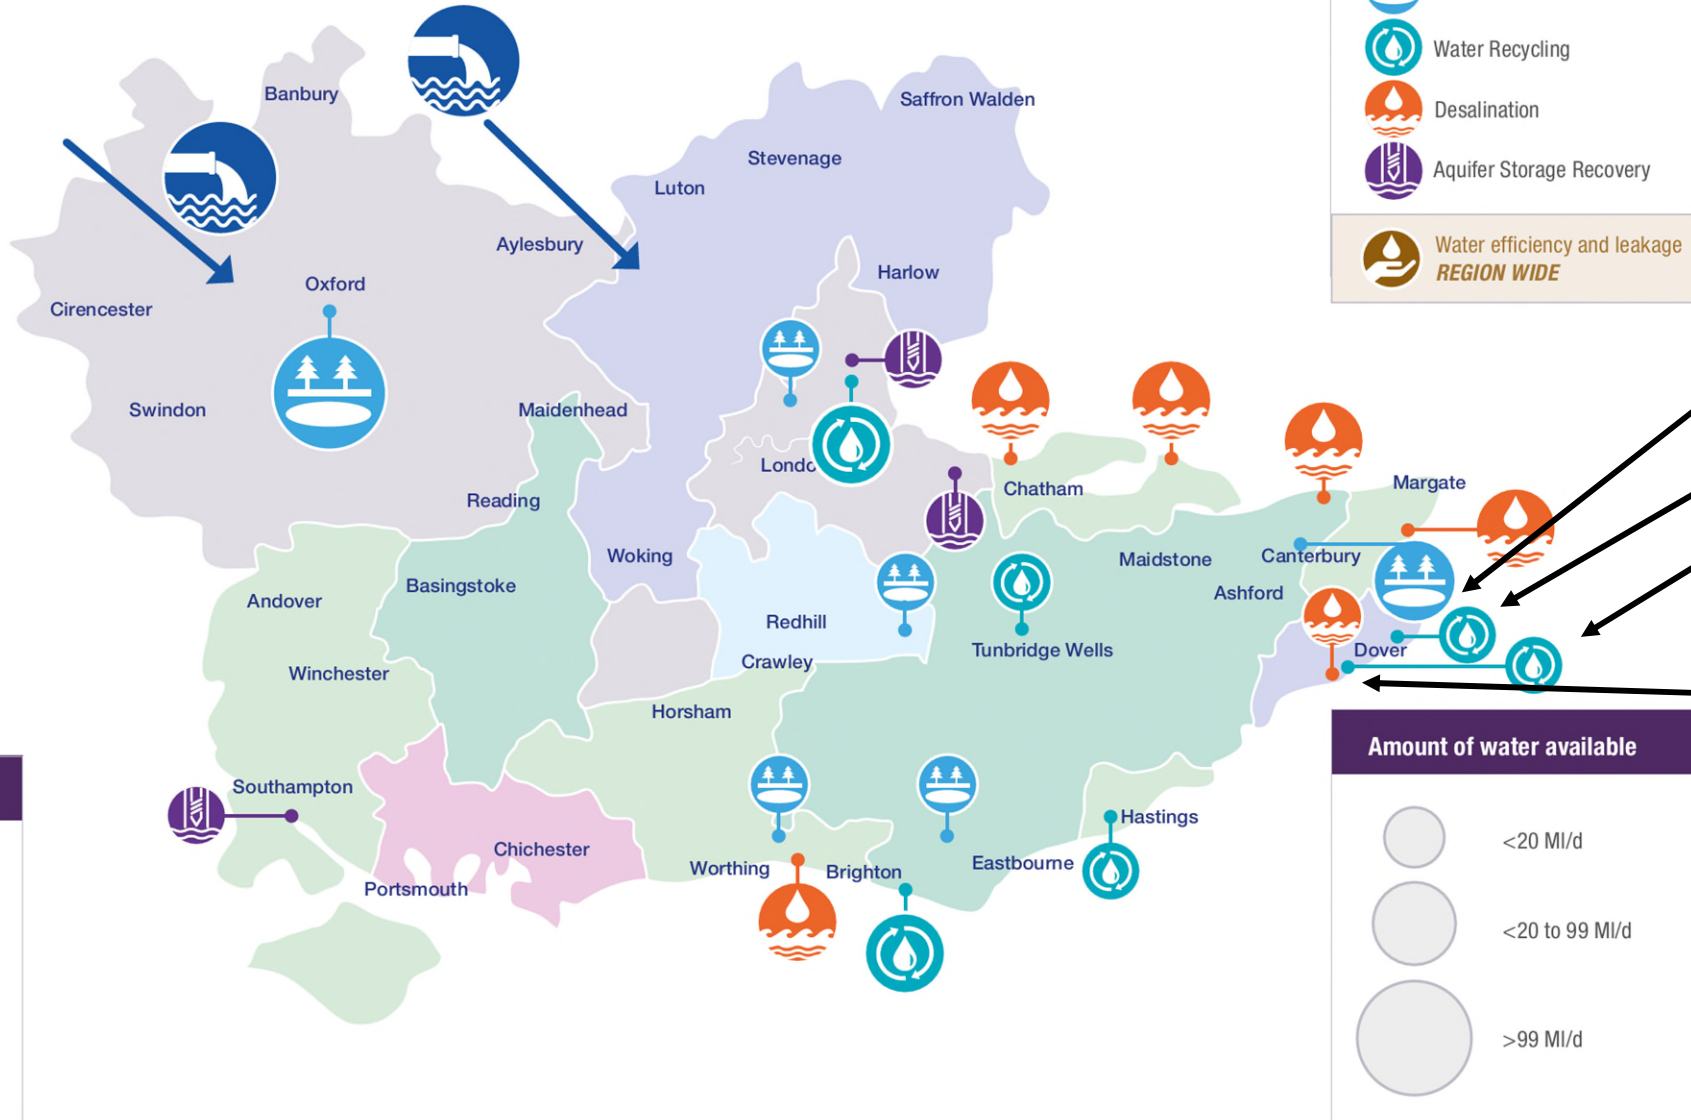 Water Recycling
Desalination
Aquifer Storage Recovery
Water efficiency and leakage
REGION WIDE
Banbury
Saffron Walden
Stevenage
Luton
Aylesbury
Harlow
Oxford
Cirencester
Swindon
Maidenhead
Londo
Reading
Chatham
Margate
Woking
Maidstone
Canterbury
Basingstoke
Ashford
Andover
Redhill
Tunbridge Wells
Dover
Crawley
Winchester
Horsham
Southampton
Hastings
Chichester
Worthing
Brighton
Eastbourne
Portsmouth
Amount of water available
<20 Ml/d
<20 to 99 Ml/d
>99 Ml/d